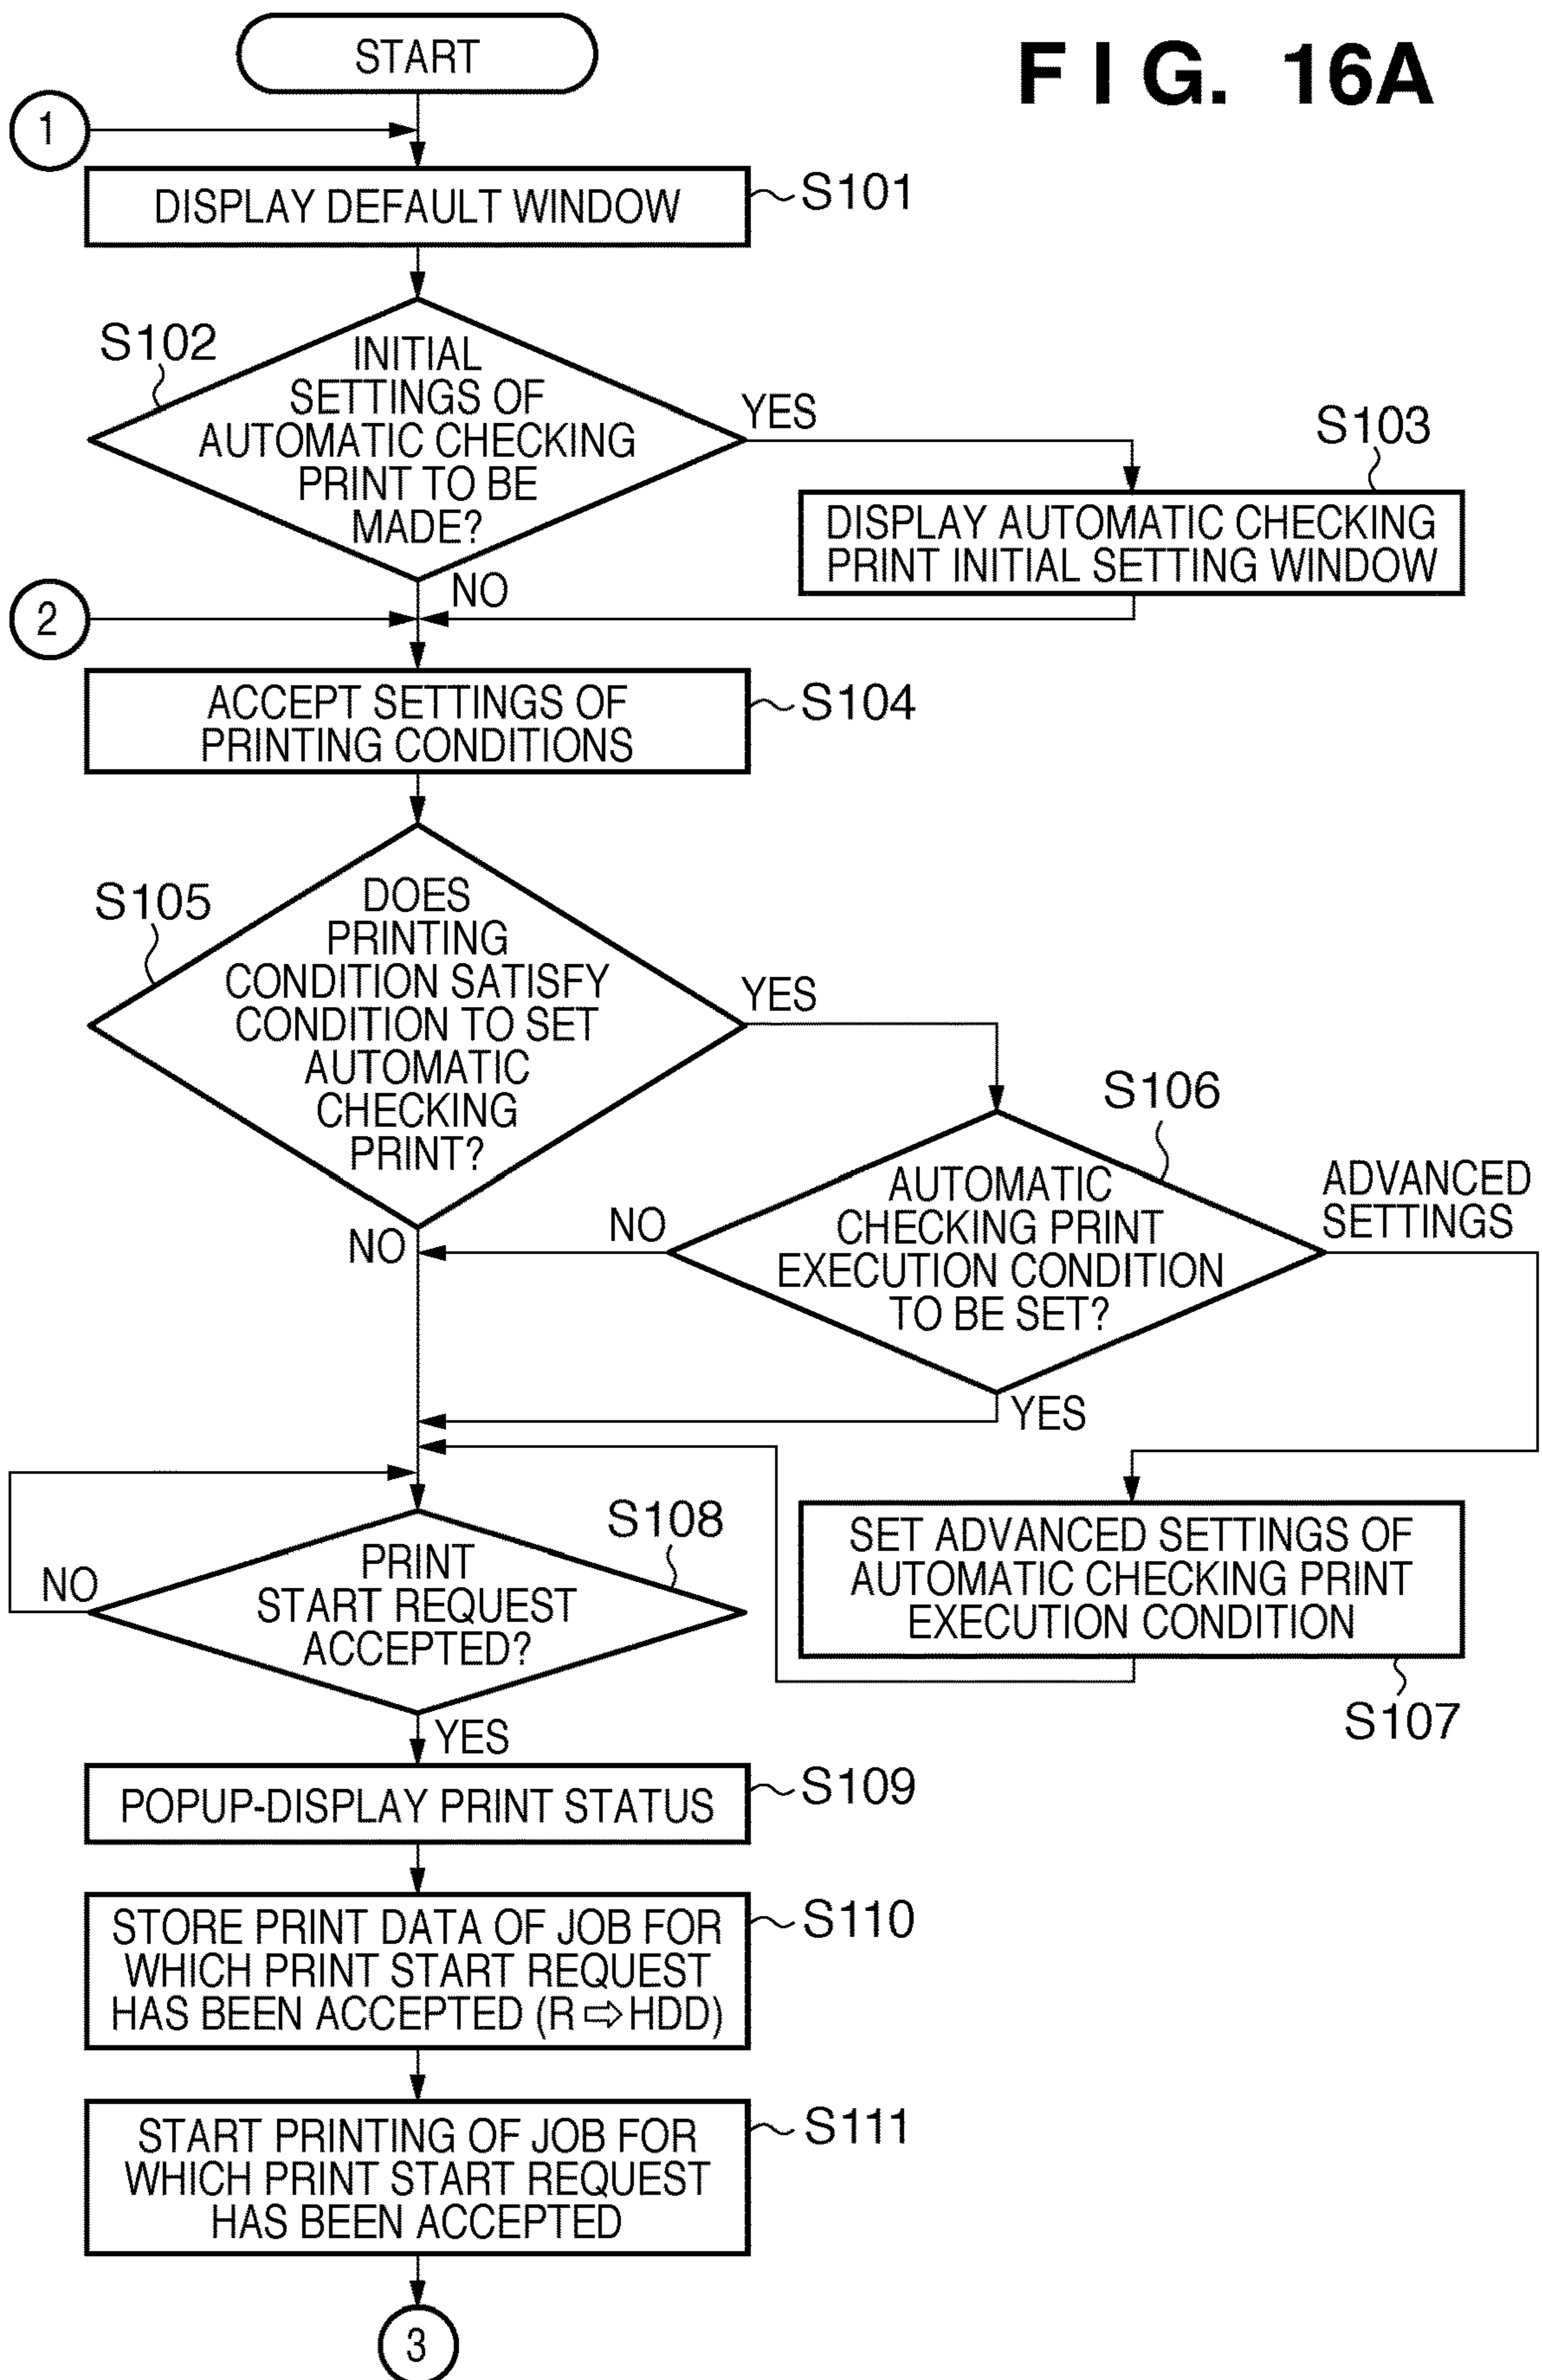 FIG. 16A
START
1
DISPLAY DEFAULT WINDOW
S101
S102
INITIAL
SETTINGS OF
AUTOMATIC CHECKING
PRINT TO BE
MADE?
YES
NO
S103
DISPLAY AUTOMATIC CHECKING
PRINT INITIAL SETTING WINDOW
2
ACCEPT SETTINGS OF
PRINTING CONDITIONS
S104
S105
DOES
PRINTING
CONDITION SATISFY
CONDITION TO SET
AUTOMATIC
CHECKING
PRINT?
YES
NO
S106
AUTOMATIC
CHECKING PRINT
EXECUTION CONDITION
TO BE SET?
NO
ADVANCED
SETTINGS
YES
S108
PRINT
START REQUEST
ACCEPTED?
NO
YES
SET ADVANCED SETTINGS OF
AUTOMATIC CHECKING PRINT
EXECUTION CONDITION
S107
POPUP-DISPLAY PRINT STATUS
S109
STORE PRINT DATA OF JOB FOR
WHICH PRINT START REQUEST
HAS BEEN ACCEPTED (R ⇨ HDD)
S110
START PRINTING OF JOB FOR
WHICH PRINT START REQUEST
HAS BEEN ACCEPTED
S111
3